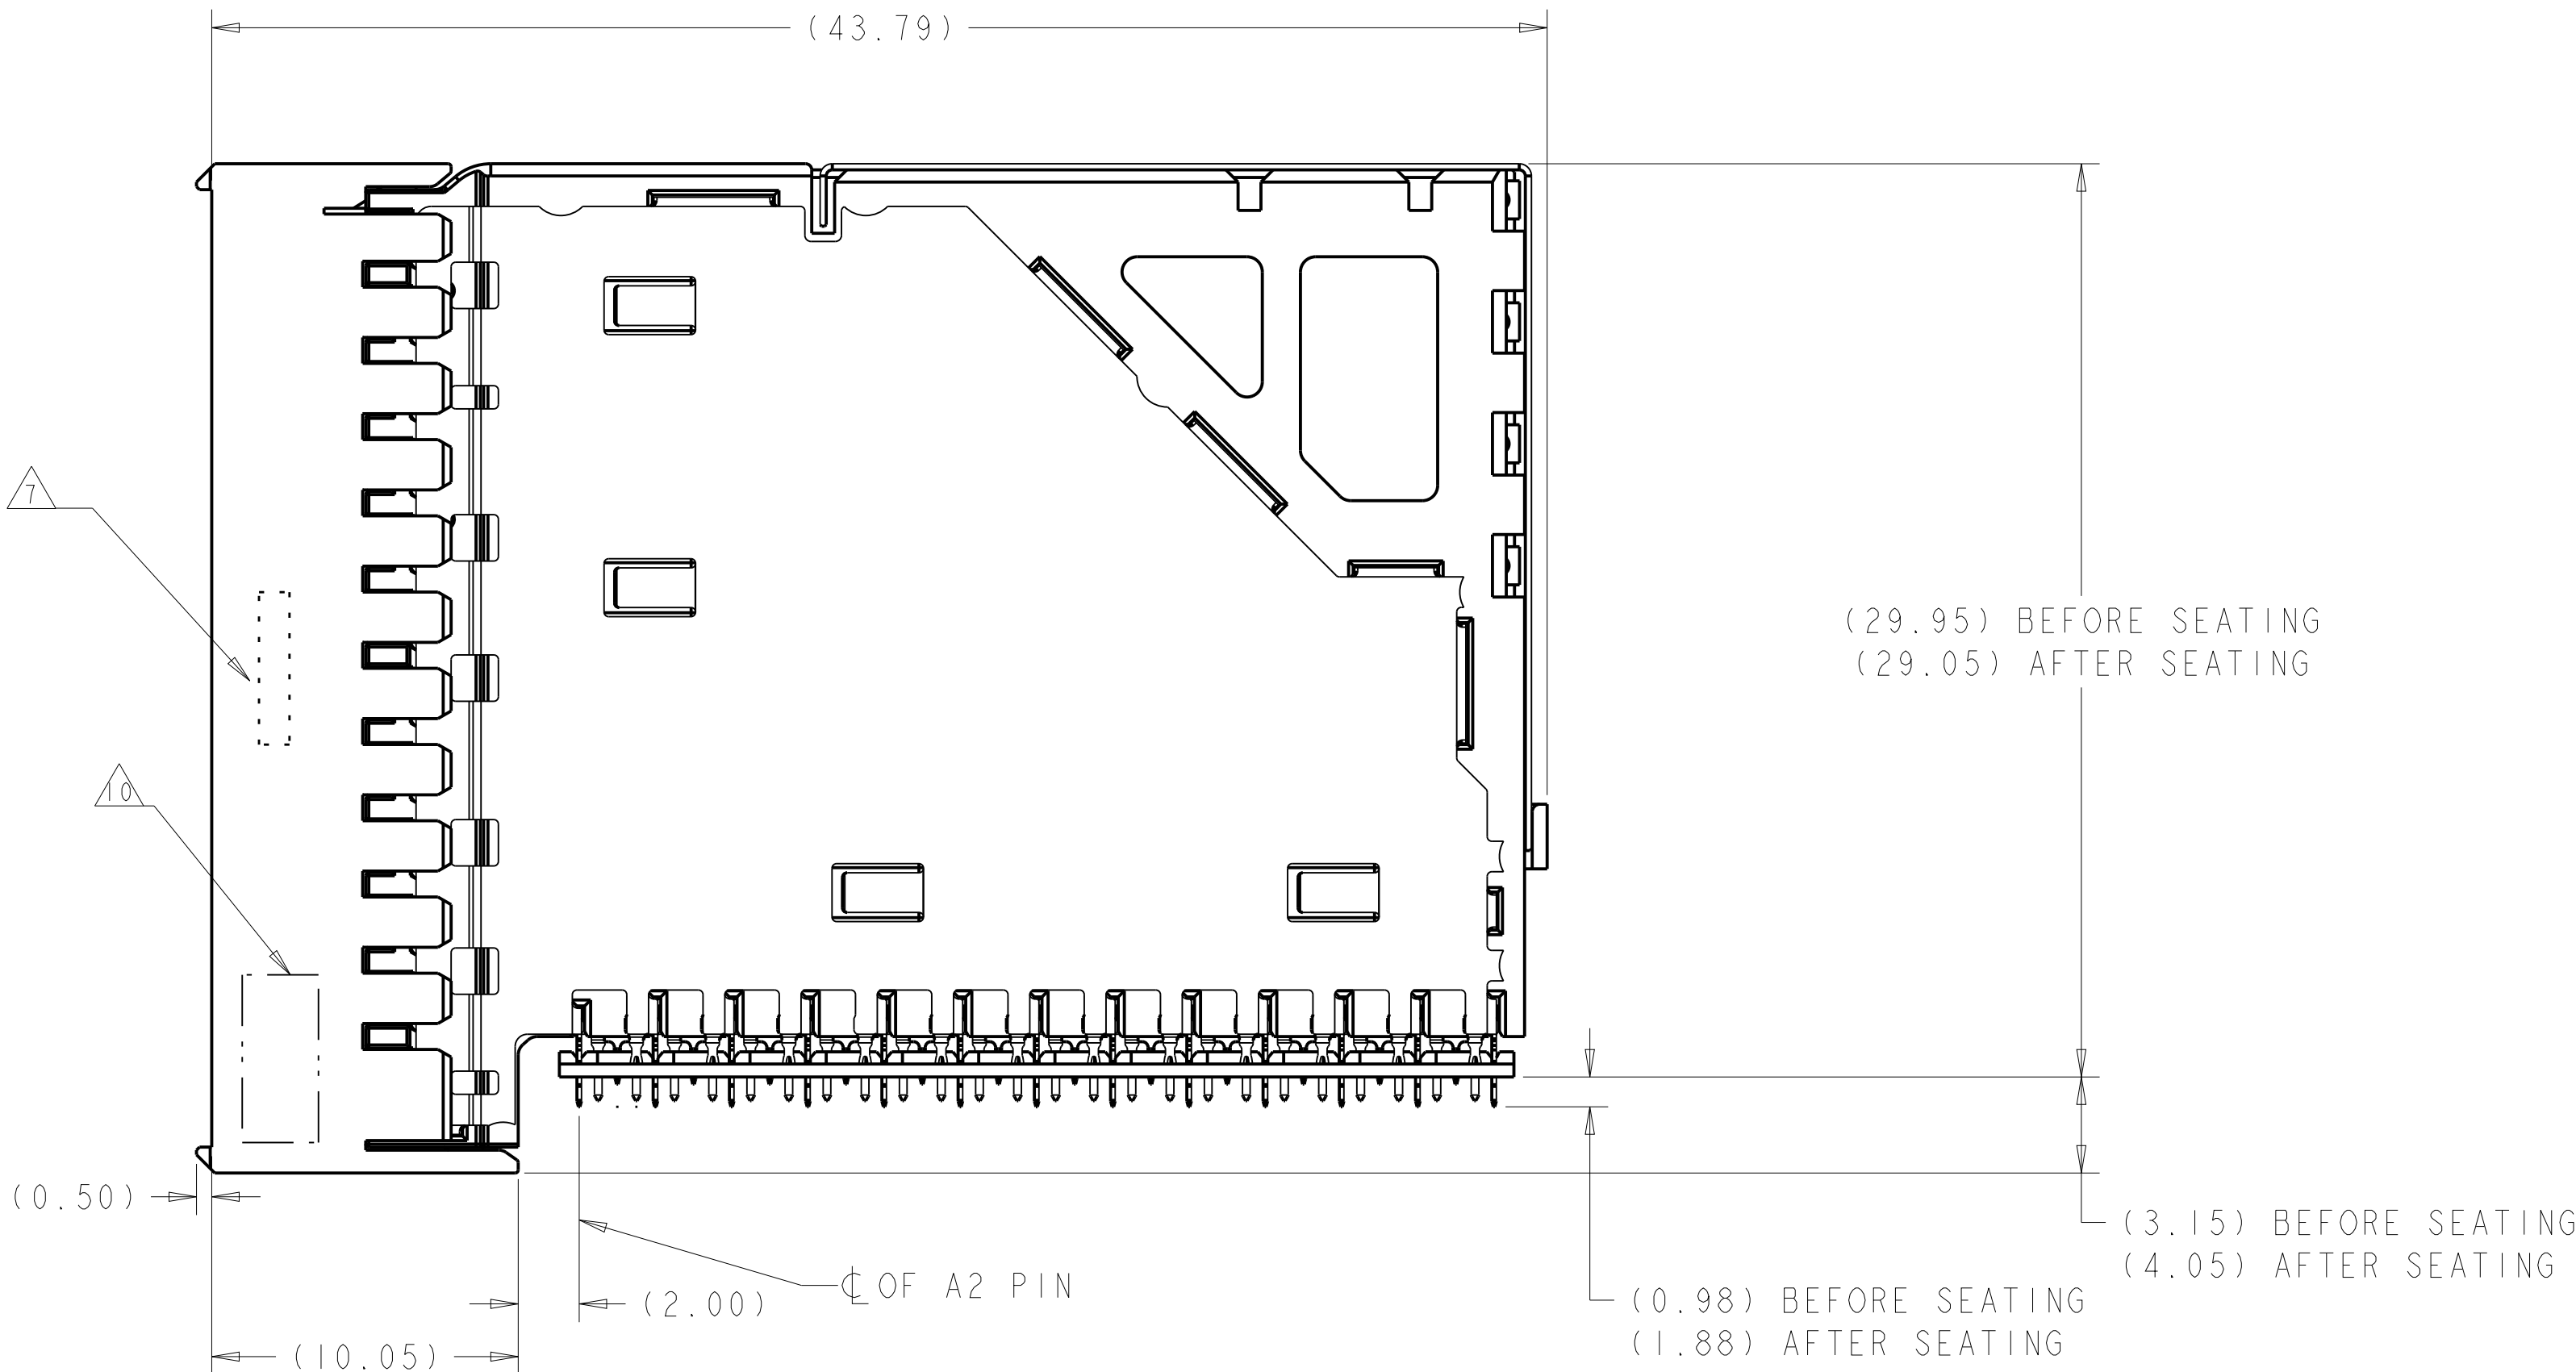 (43.79)
7
(29.95) BEFORE SEATING
(29.05) AFTER SEATING
10
(0.50)
(3.15) BEFORE SEATING
(4.05) AFTER SEATING
℄ OF A2 PIN
(2.00)
(0.98) BEFORE SEATING
(1.88) AFTER SEATING
(10.05)